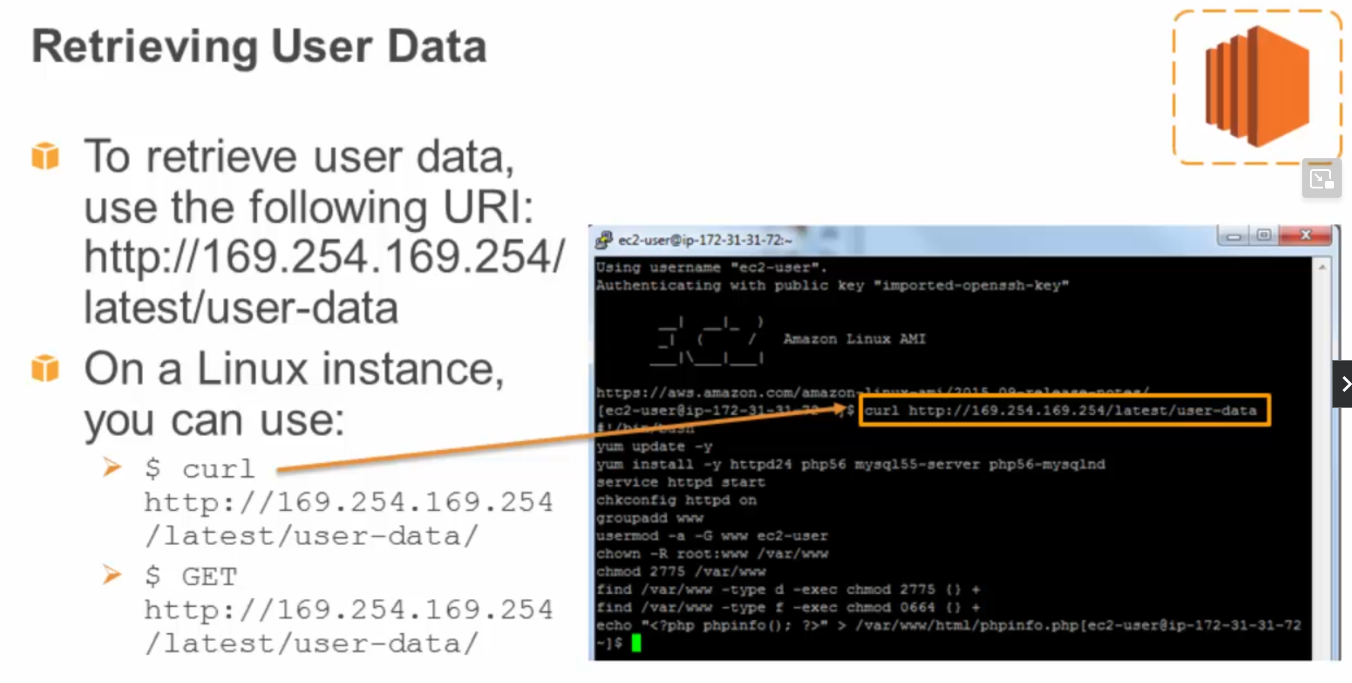 Retrieving User Data
To retrieve user data,
use the following URI:
http://169.254.169.254/
latest/user-data
On a Linux instance,
you can use:
$ curl
http://169.254.169.254
/latest/user-data/
$ GET
http://169.254.169.254
/latest/user-data/
ec2-user@ip-172-31-31-72:~
Using username "ec2-user".
Authenticating with public key "imported-openssh-key"
__|  __|_  )
_|  (     /   Amazon Linux AMI
___|\___|___|
https://aws.amazon.com/amazon-linux-ami/2015.09-release-notes/
[ec2-user@ip-172-31-31-72 ~]$ curl http://169.254.169.254/latest/user-data
#!/bin/bash
yum update -y
yum install -y httpd24 php56 mysql55-server php56-mysqlnd
service httpd start
chkconfig httpd on
groupadd www
usermod -a -G www ec2-user
chown -R root:www /var/www
chmod 2775 /var/www
find /var/www -type d -exec chmod 2775 {} +
find /var/www -type f -exec chmod 0664 {} +
echo "<?php phpinfo(); ?>" > /var/www/html/phpinfo.php[ec2-user@ip-172-31-31-72
~]$